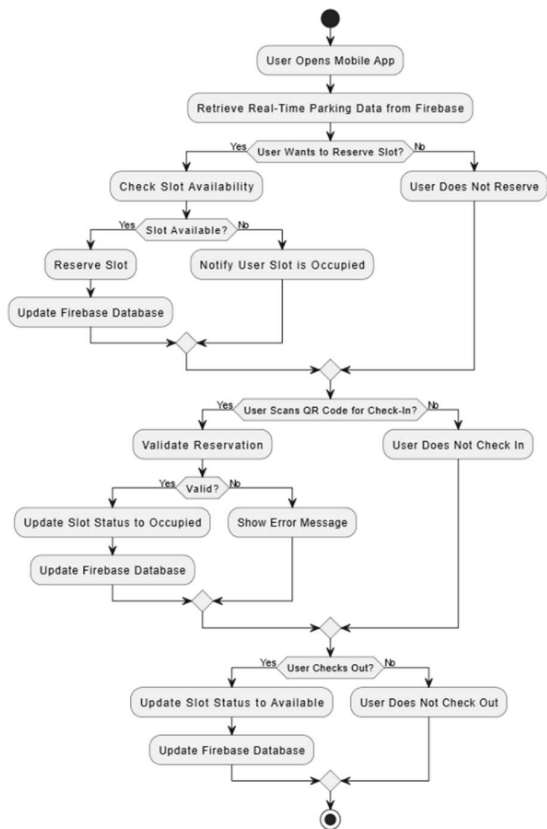 User Opens Mobile App
Retrieve Real-Time Parking Data from Firebase
Yes
User Wants to Reserve Slot?
No
Check Slot Availability
User Does Not Reserve
Yes
Slot Available?
No
Reserve Slot
Notify User Slot is Occupied
Update Firebase Database
Yes
User Scans QR Code for Check-In?
No
Validate Reservation
User Does Not Check In
Yes
Valid?
No
Update Slot Status to Occupied
Show Error Message
Update Firebase Database
Yes
User Checks Out?
No
Update Slot Status to Available
User Does Not Check Out
Update Firebase Database